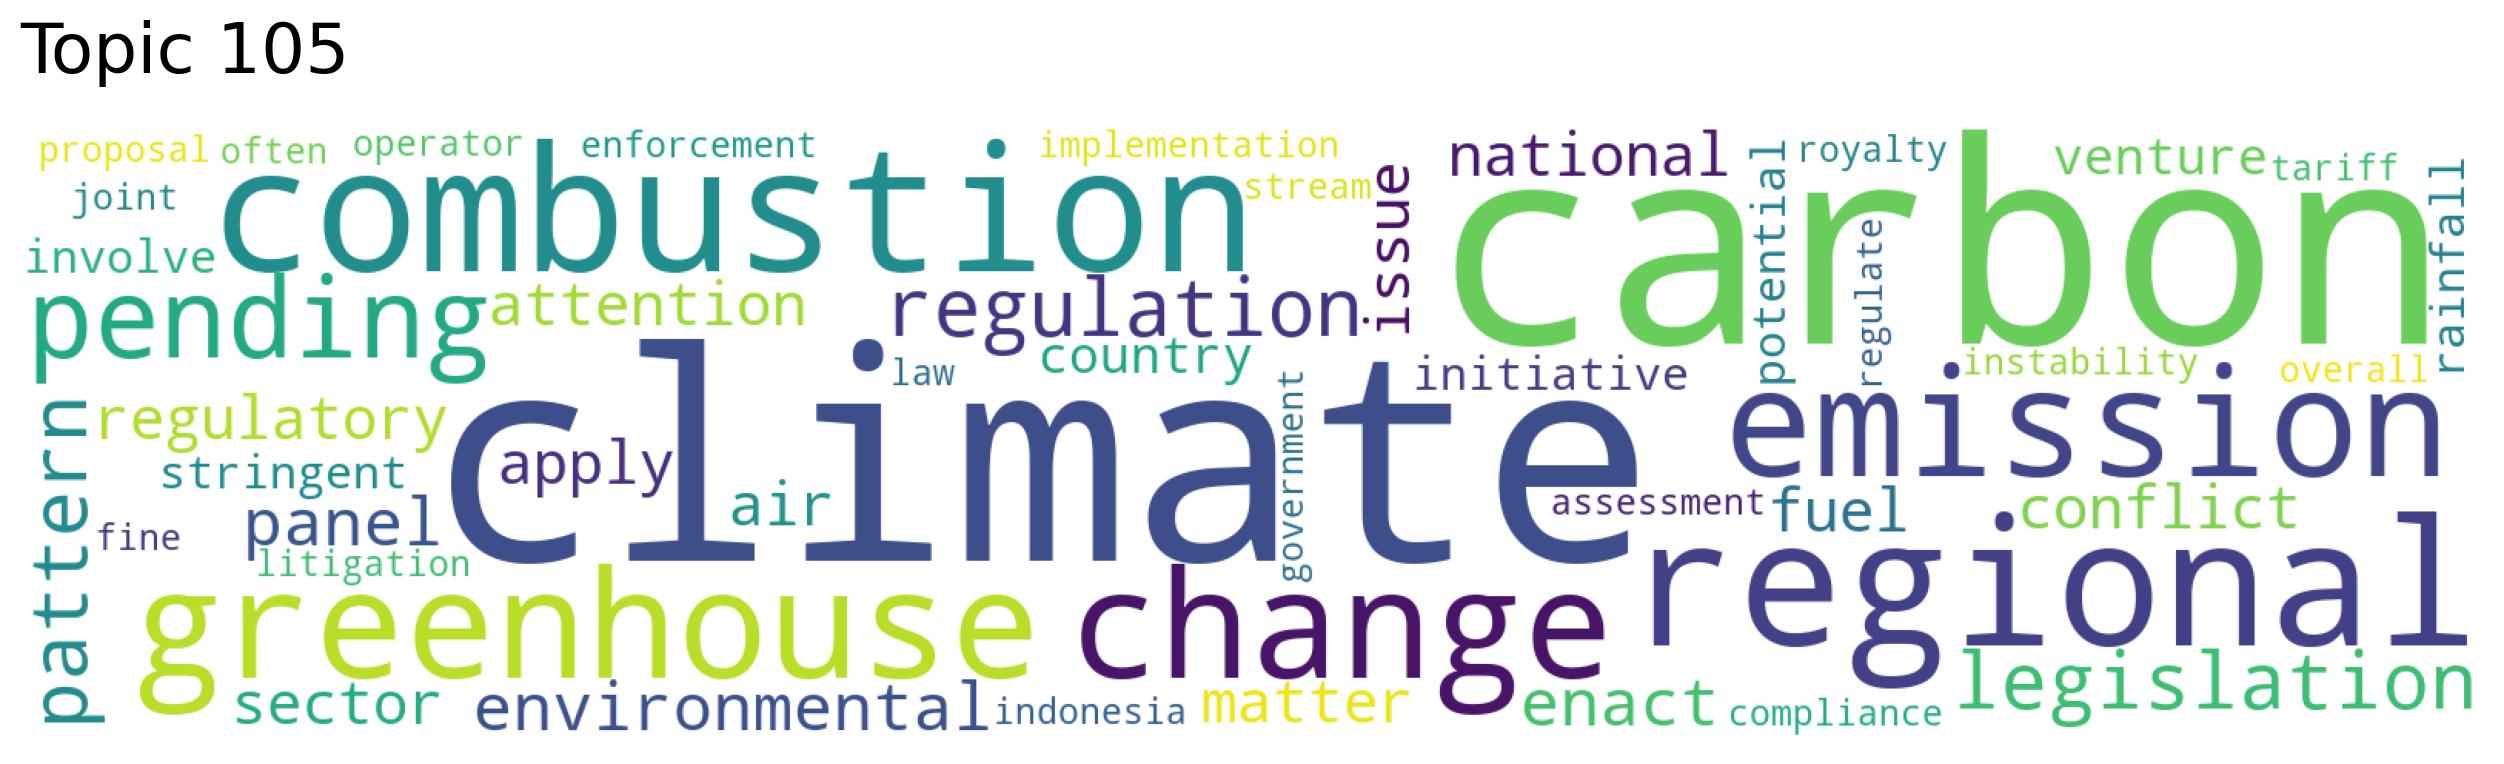 Topic 105
proposal often operator enforcement implementation national potential royalty venture tariff rainfall
joint combustion stream issue carbon
involve regulate
pending attention regulation
law country initiative instability overall
pattern regulatory climate government emission
stringent apply
panel air assessment fuel conflict
fine
litigation regional
greenhouse change
sector environmental indonesia matter enact compliance legislation